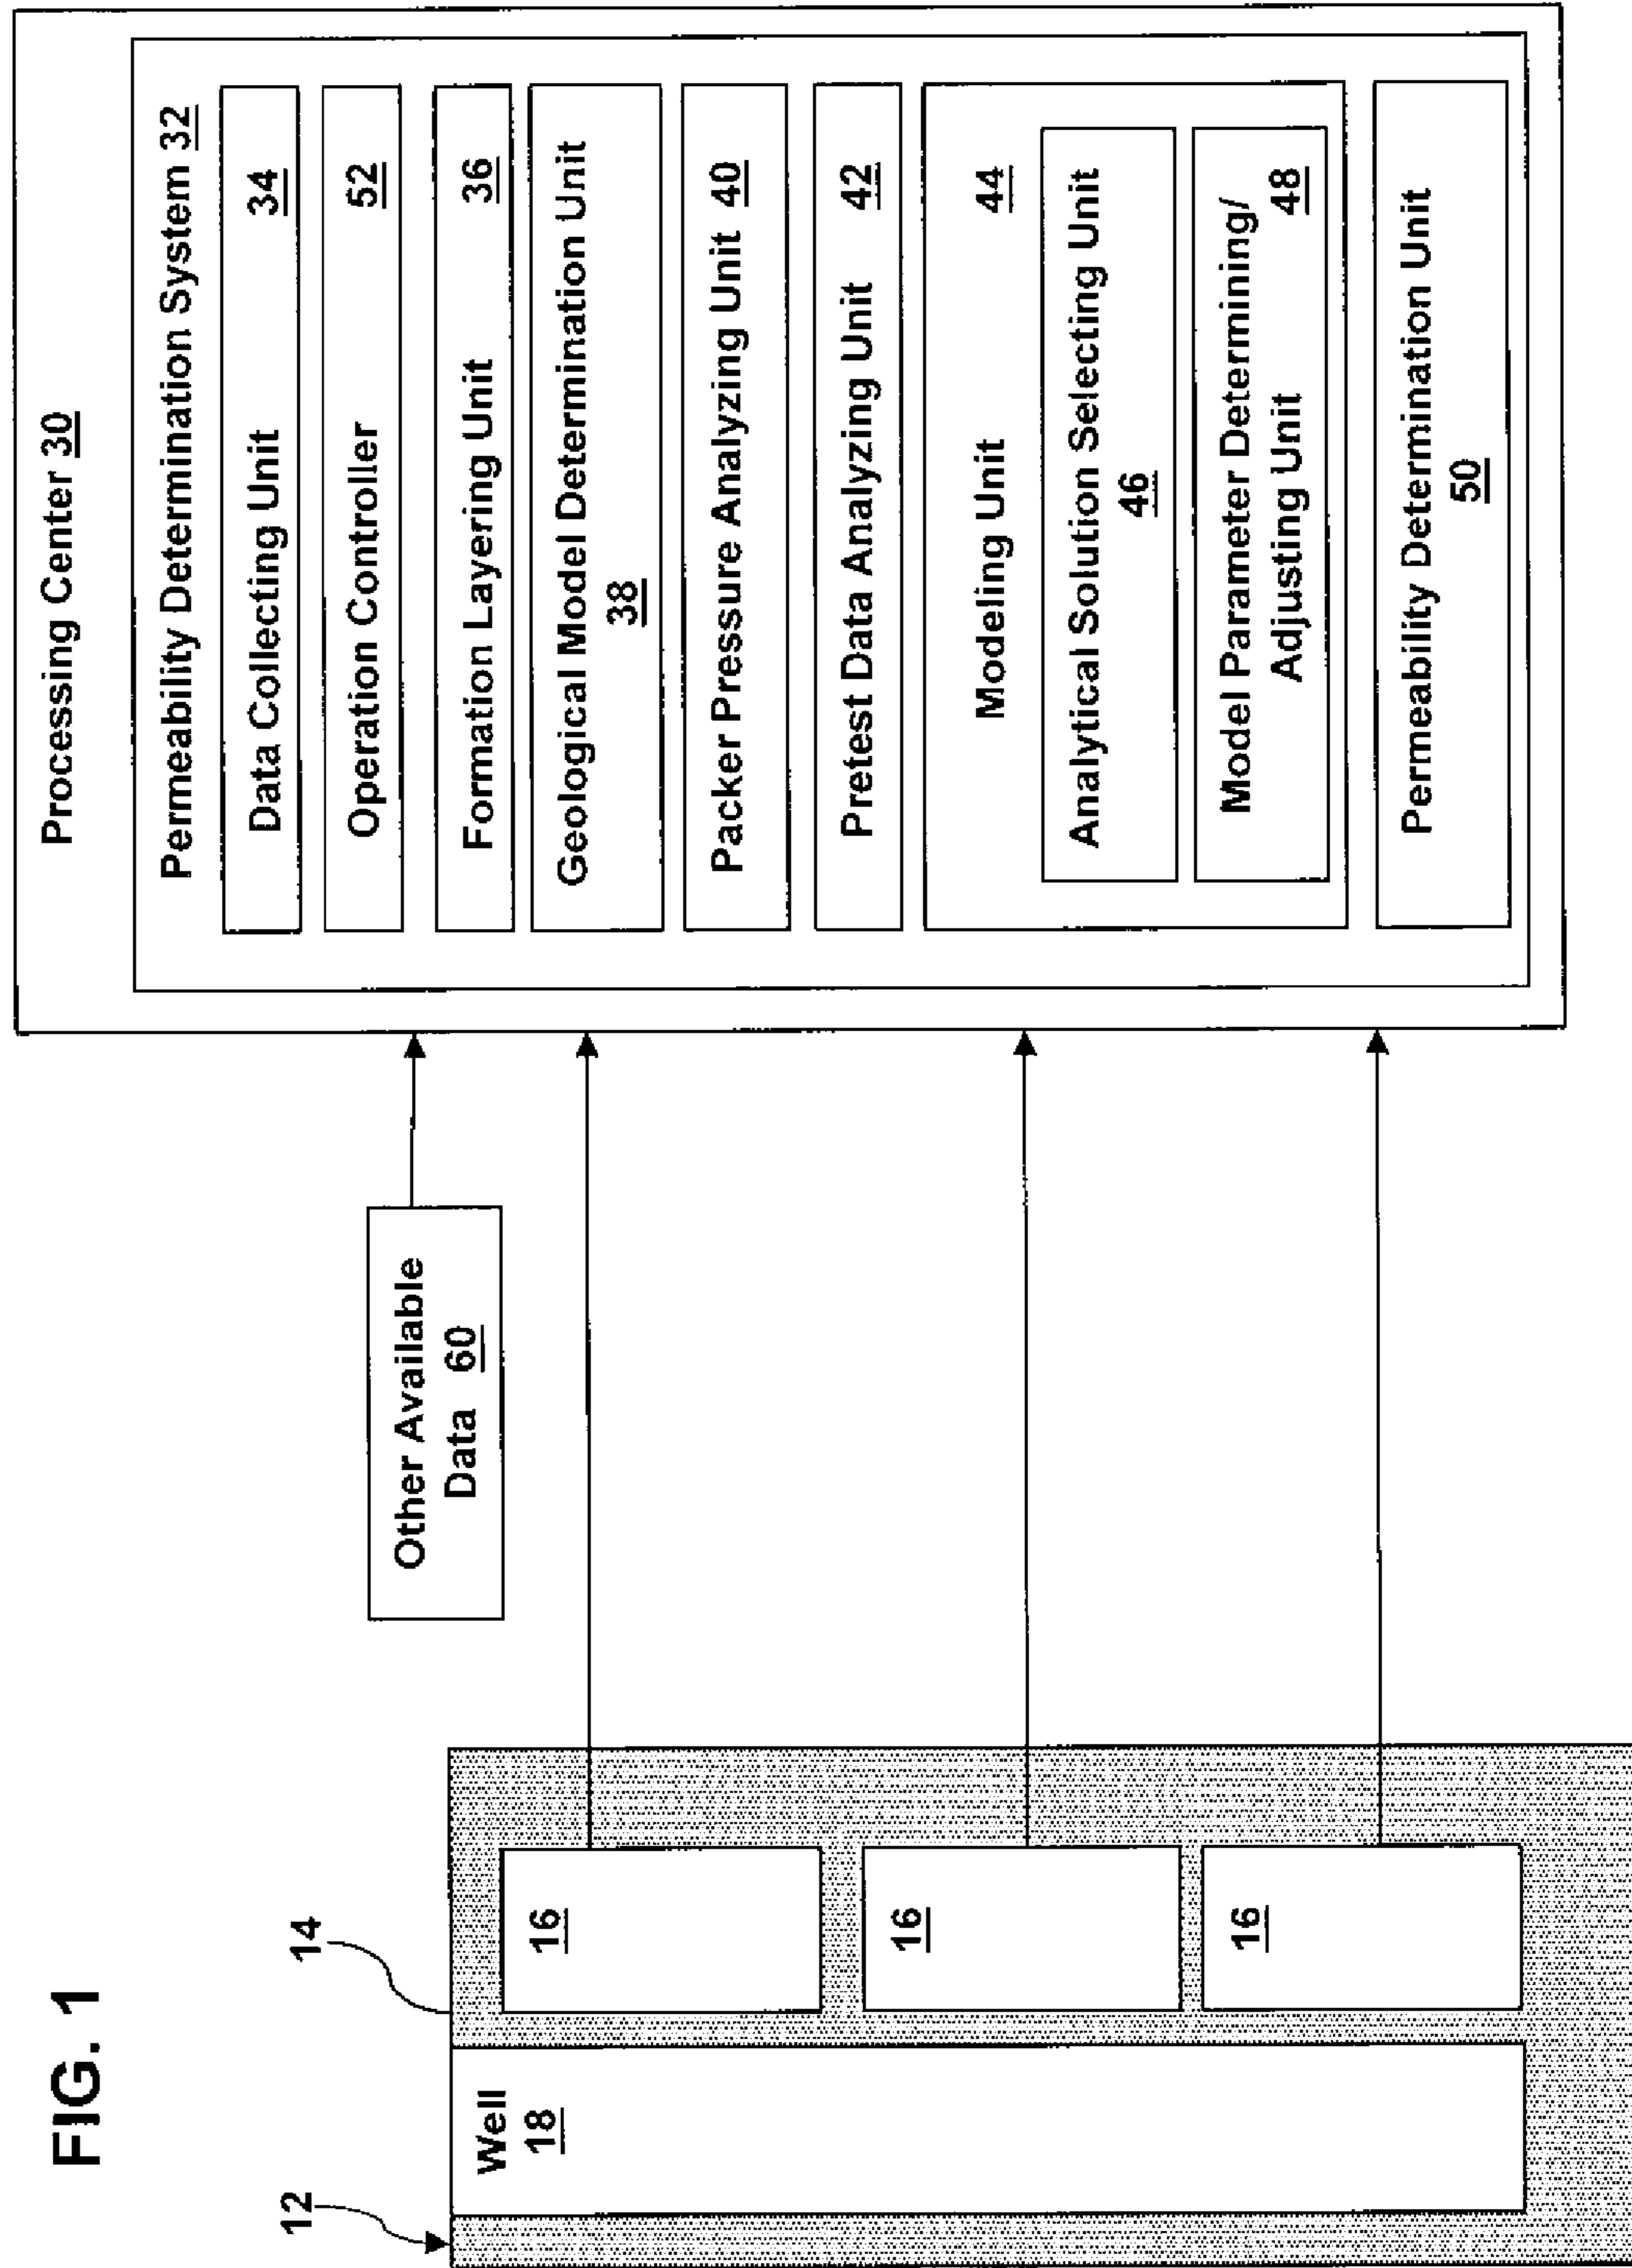 FIG. 1
12
14
Well
18
16
16
16
Other Available
Data 60
Processing Center 30
Permeability Determination System 32
Data Collecting Unit 34
Operation Controller 52
Formation Layering Unit 36
Geological Model Determination Unit
38
Packer Pressure Analyzing Unit 40
Pretest Data Analyzing Unit 42
Modeling Unit 44
Analytical Solution Selecting Unit
46
Model Parameter Determining/
Adjusting Unit 48
Permeability Determination Unit
50